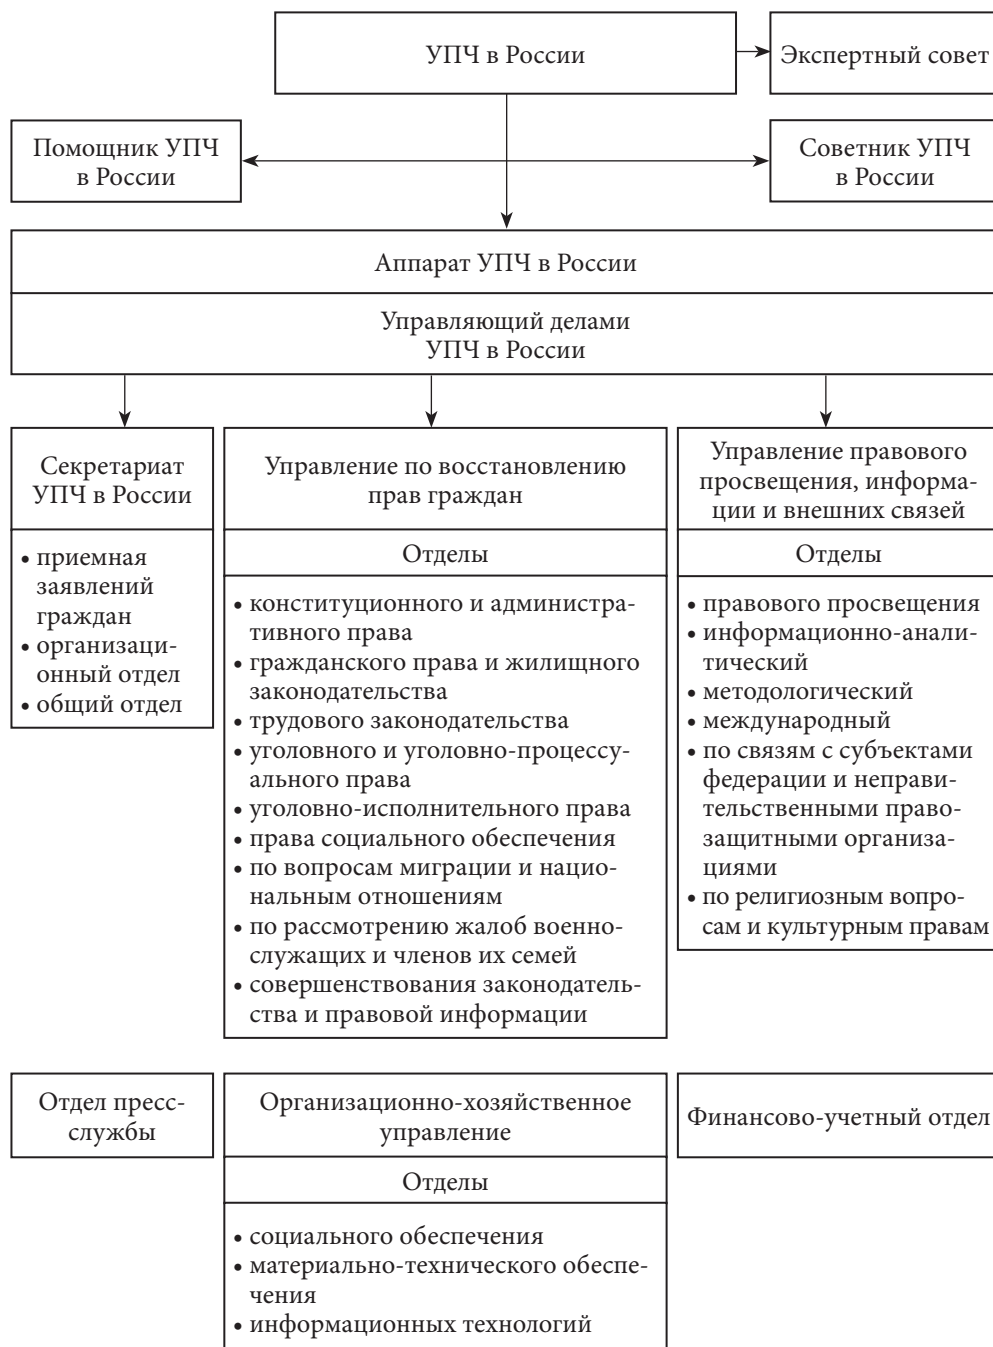 УПЧ в России
Экспертный совет
Помощник УПЧ
в России
Советник УПЧ
в России
Аппарат УПЧ в России
Управляющий делами
УПЧ в России
Секретариат
УПЧ в России
• приемная
заявлений
граждан
• организаци-
онный отдел
• общий отдел
Управление по восстановлению
прав граждан
Отделы
• конституционного и администра-
тивного права
• гражданского права и жилищного
законодательства
• трудового законодательства
• уголовного и уголовно-процессу-
ального права
• уголовно-исполнительного права
• права социального обеспечения
• по вопросам миграции и нацио-
нальным отношениям
• по рассмотрению жалоб военно-
служащих и членов их семей
• совершенствования законодатель-
ства и правовой информации
Управление правового
просвещения, информа-
ции и внешних связей
Отделы
• правового просвещения
• информационно-анали-
тический
• методологический
• международный
• по связям с субъектами
федерации и неправи-
тельственными право-
защитными организа-
циями
• по религиозным вопро-
сам и культурным правам
Отдел пресс-
службы
Организационно-хозяйственное
управление
Отделы
• социального обеспечения
• материально-технического обеспе-
чения
• информационных технологий
Финансово-учетный отдел